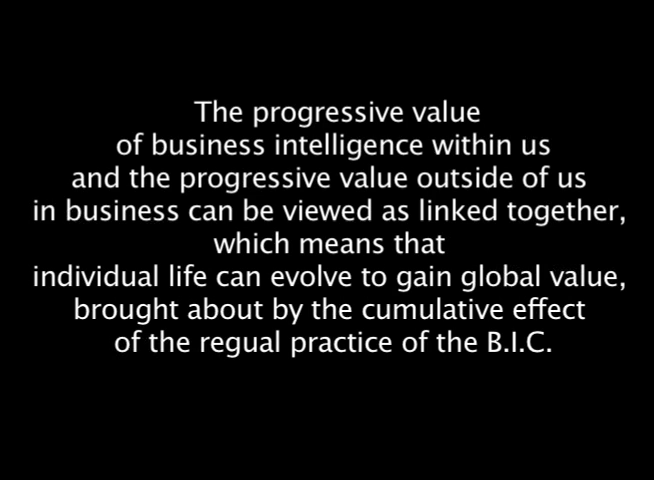 The progressive value
of business intelligence within us
and the progressive value outside of us
in business can be viewed as linked together,
which means that
individual life can evolve to gain global value,
brought about by the cumulative effect
of the regual practice of the B.I.C.